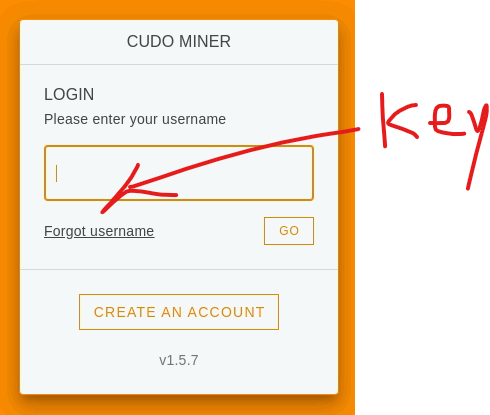 CUDO MINER
LOGIN
Please enter your username
key
Forgot username
GO
CREATE AN ACCOUNT
v1.5.7